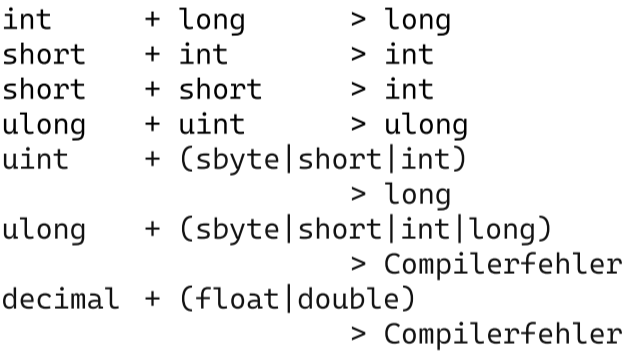 int     + long      > long
short   + int       > int
short   + short     > int
ulong   + uint      > ulong
uint    + (sbyte|short|int)
                    > long
ulong   + (sbyte|short|int|long)
                    > Compilerfehler
decimal + (float|double)
                    > Compilerfehler